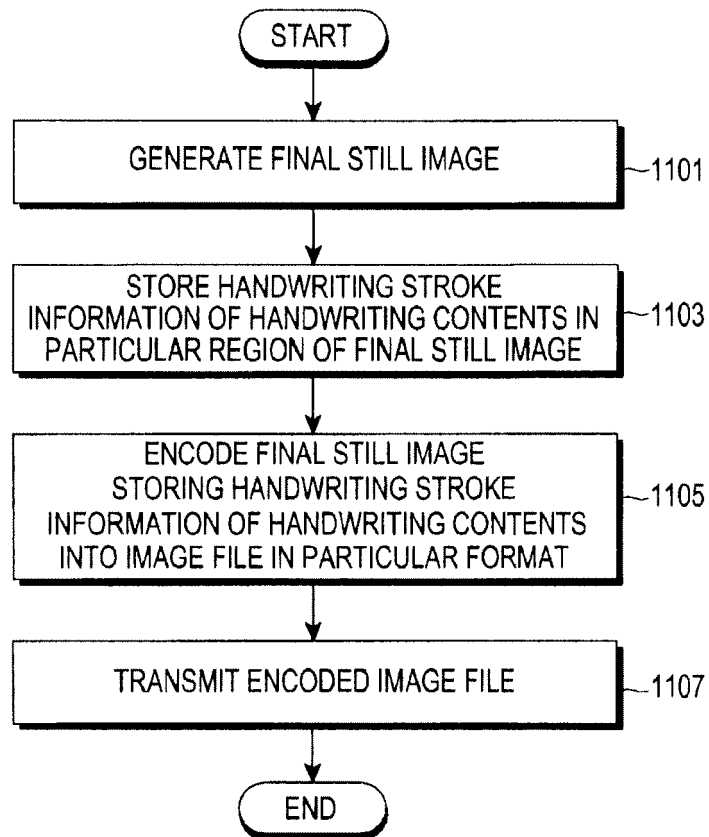 START
GENERATE FINAL STILL IMAGE
1101
STORE HANDWRITING STROKE
INFORMATION OF HANDWRITING CONTENTS IN
PARTICULAR REGION OF FINAL STILL IMAGE
1103
ENCODE FINAL STILL IMAGE
STORING HANDWRITING STROKE
INFORMATION OF HANDWRITING CONTENTS
INTO IMAGE FILE IN PARTICULAR FORMAT
1105
TRANSMIT ENCODED IMAGE FILE
1107
END